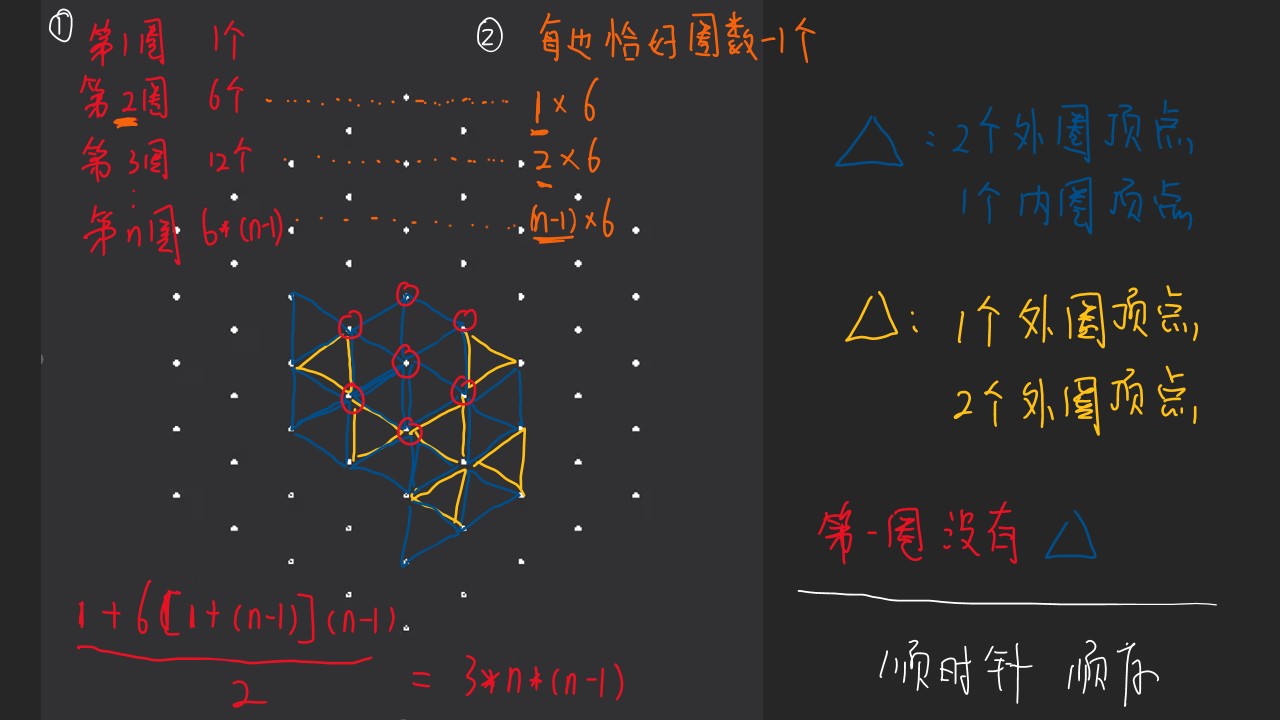 ① 第1圈 1个
第2圈 6个 1×6
第3圈 12个 2×6
第n圈 6*(n-1) (n-1)×6
② 每边恰好圈数-1个
△:2个外圈顶点,
1个内圈顶点,
△:1个外圈顶点,
2个外圈顶点,
第一圈没有△
顺时针 顺序
1+6[1+(n-1)](n-1)
2
= 3*n*(n-1)